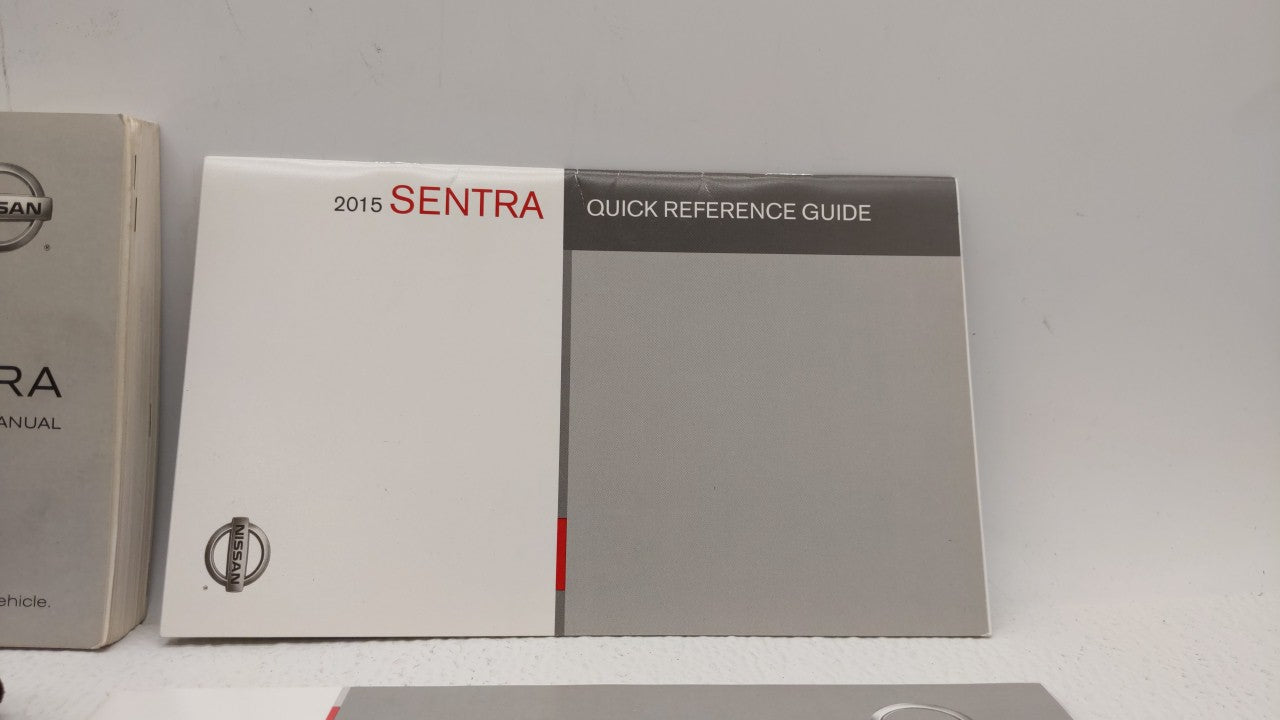 SAN
®
RA
ANUAL
ehicle.
2015 SENTRA
QUICK REFERENCE GUIDE
NISSAN
®